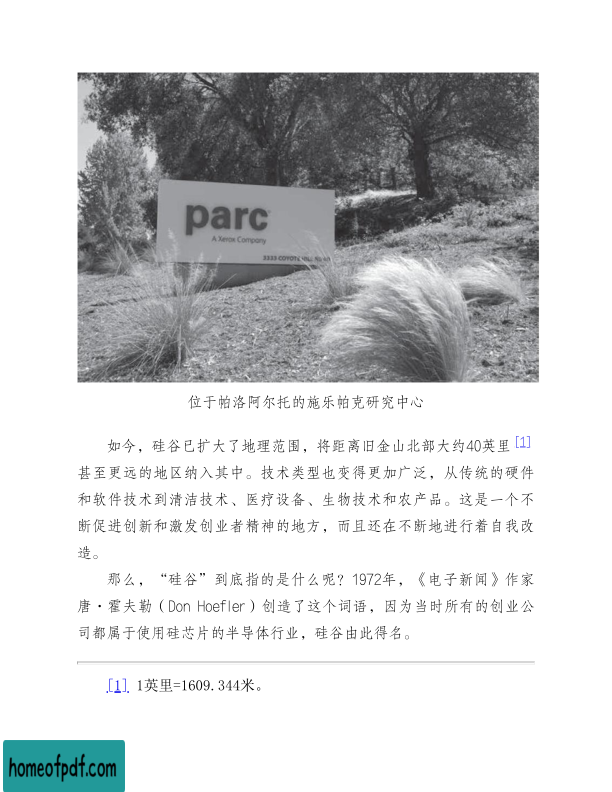 parc
A Xerox Company
3333 COYOTE HILL ROAD
位于帕洛阿尔托的施乐帕克研究中心
如今，硅谷已扩大了地理范围，将距离旧金山北部大约40英里[1]
甚至更远的地区纳入其中。技术类型也变得更加广泛，从传统的硬件
和软件技术到清洁技术、医疗设备、生物技术和农产品。这是一个不
断促进创新和激发创业者精神的地方，而且还在不断地进行着自我改
造。
那么，“硅谷”到底指的是什么呢？1972年，《电子新闻》作家
唐·霍夫勒（Don Hoefler）创造了这个词语，因为当时所有的创业公
司都属于使用硅芯片的半导体行业，硅谷由此得名。
[1] 1英里=1609.344米。
homeofpdf.com